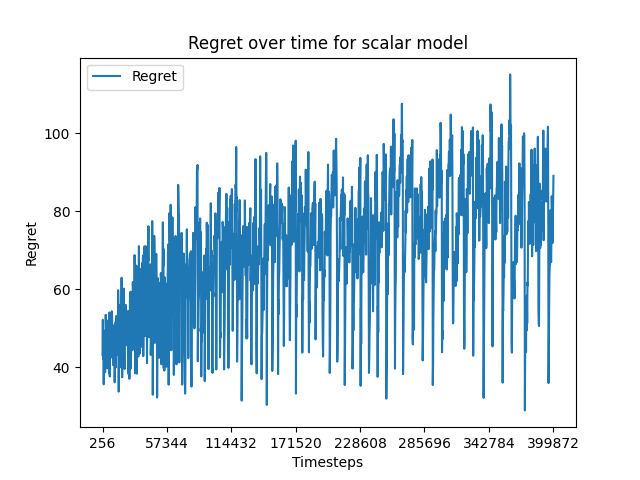 Regret over time for scalar model
Regret
100
80
60
40
Regret
256 57344 114432 171520 228608 285696 342784 399872
Timesteps